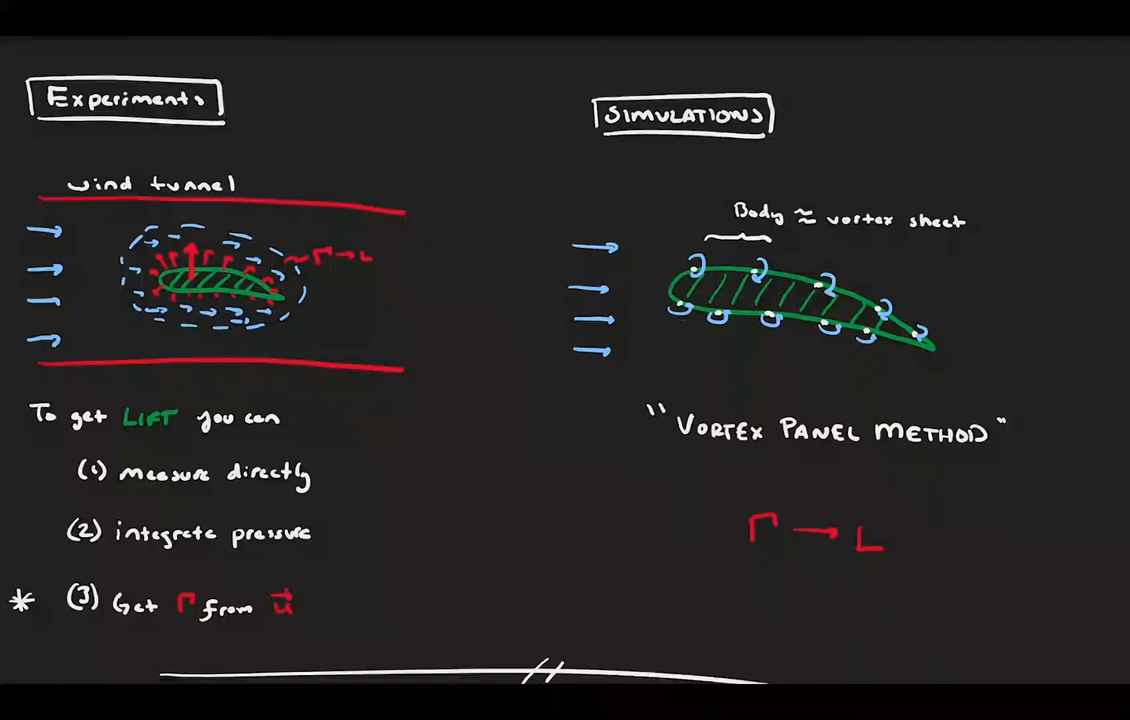 Experiments
wind tunnel
Γ → L
To get LIFT you can
(1) measure directly
(2) integrate pressure
* (3) Get Γ from u⃗
SIMULATIONS
Body ≈ vortex sheet
"VORTEX PANEL METHOD"
Γ → L